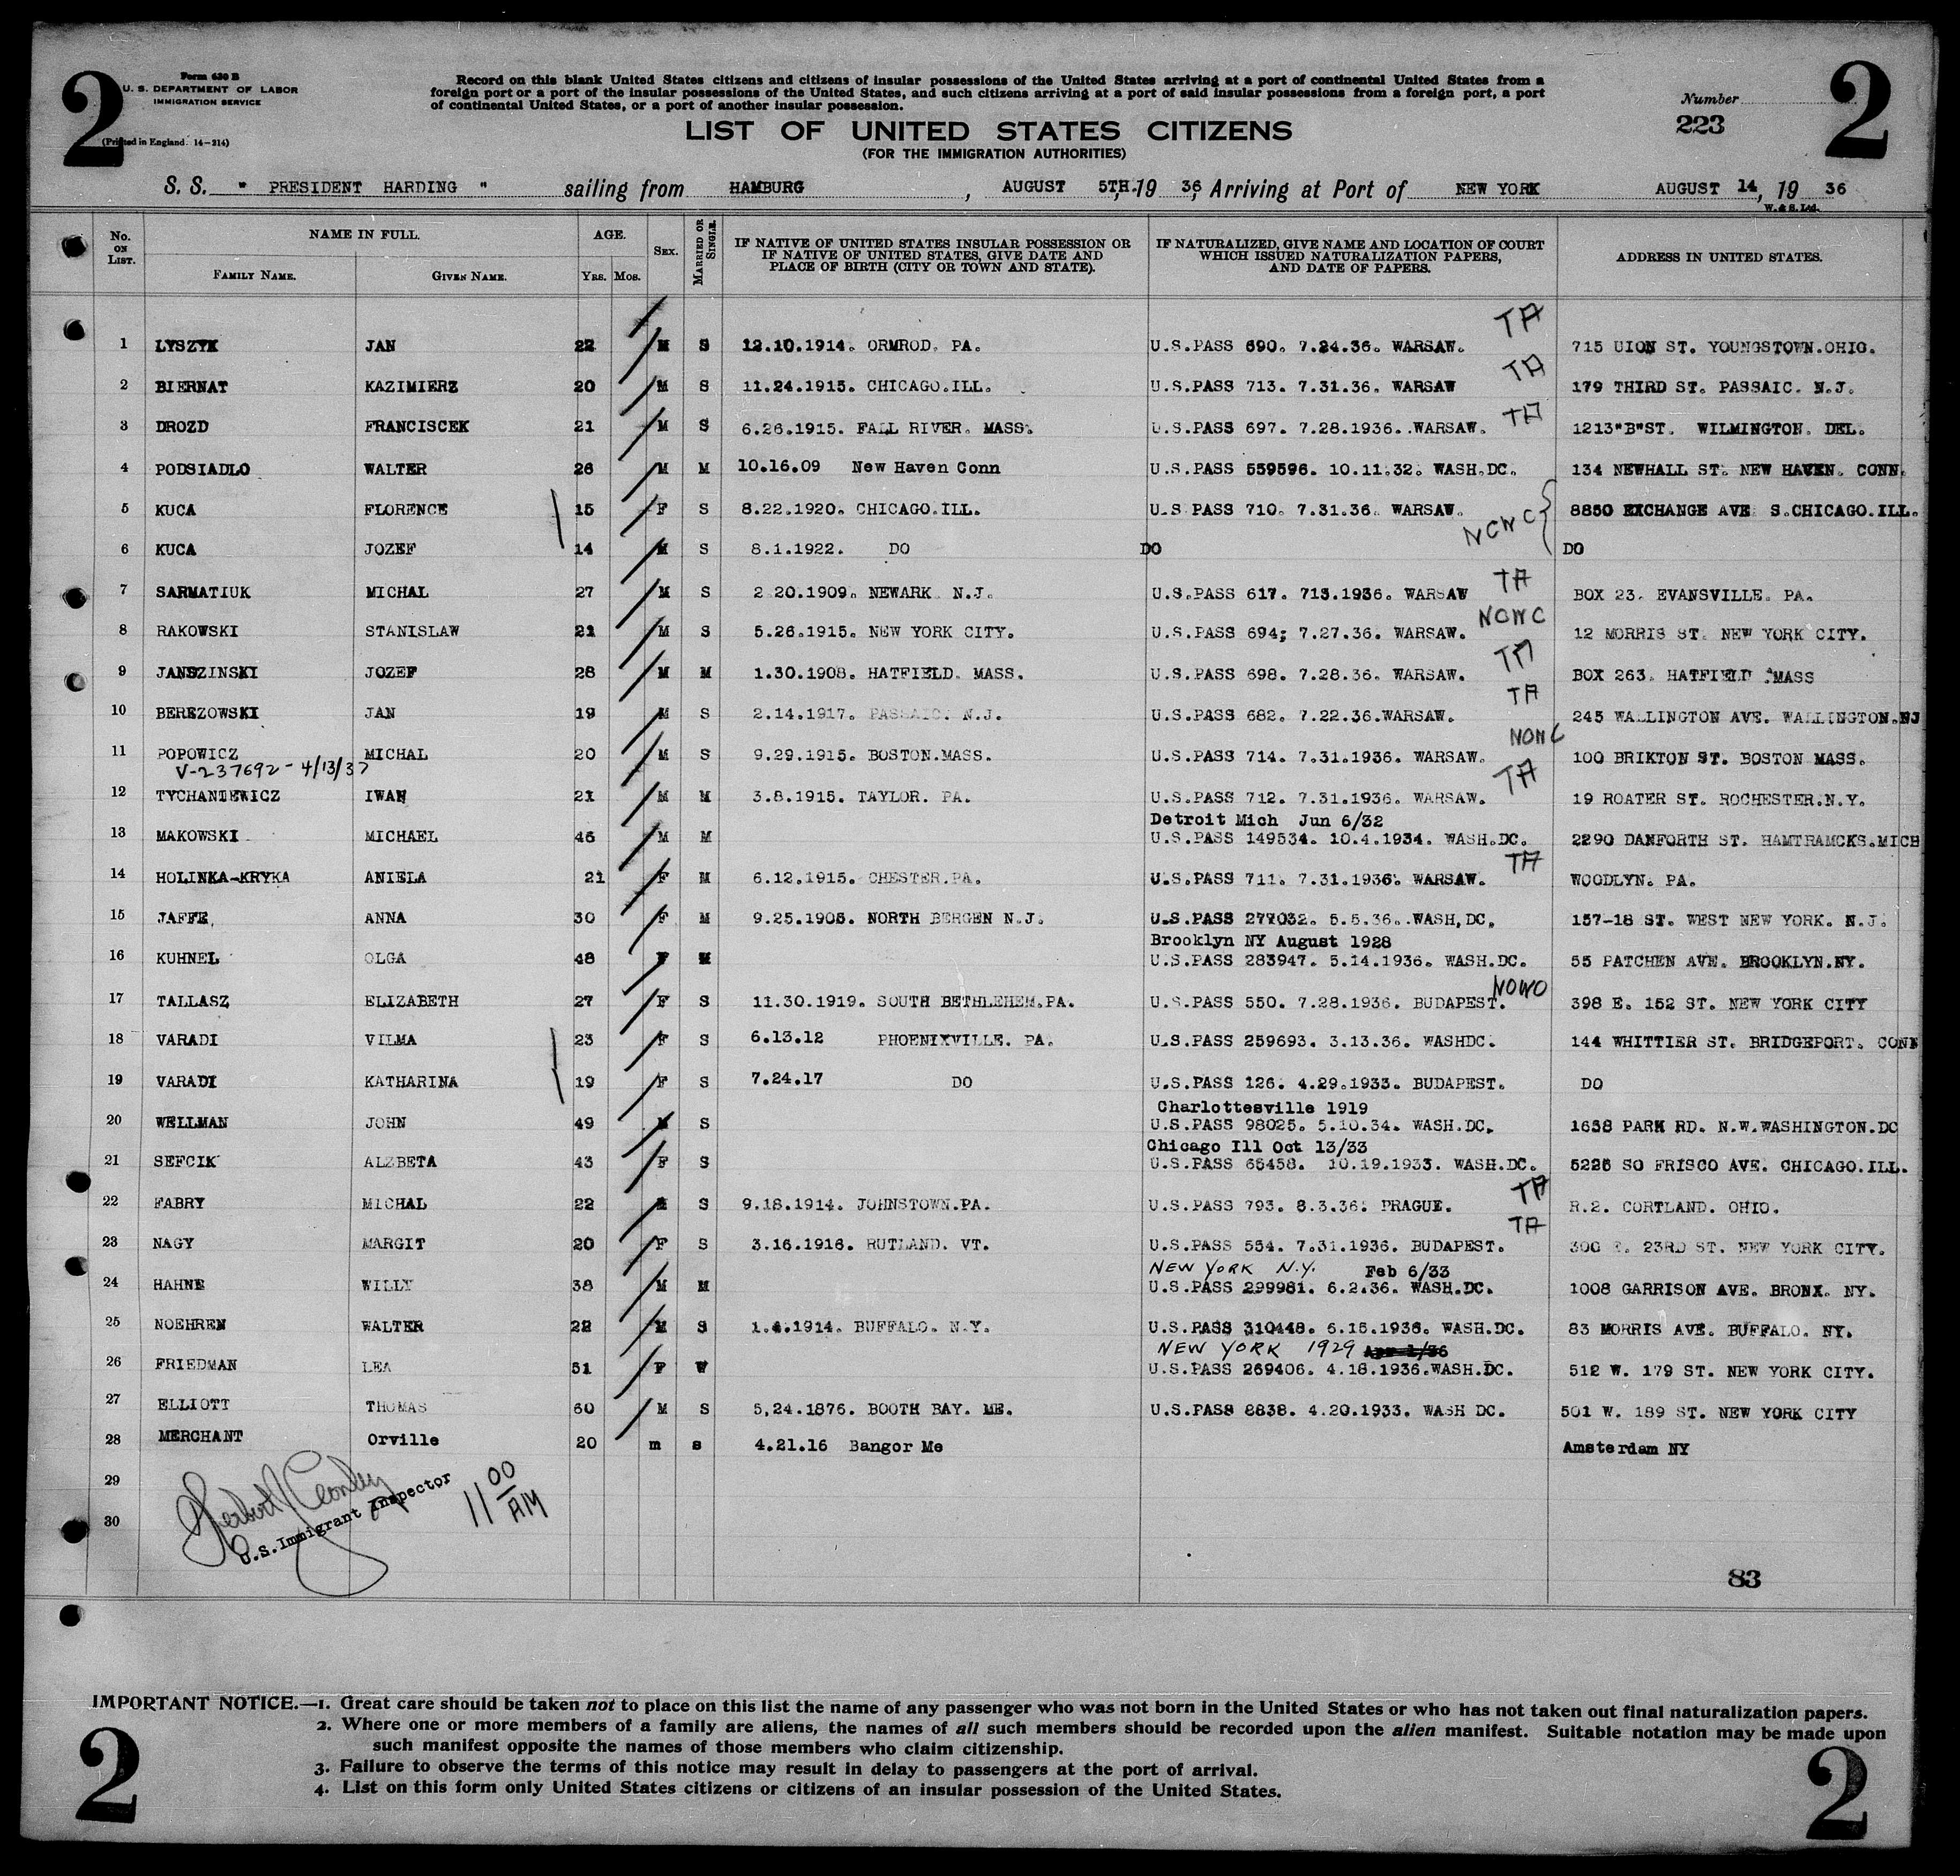 2
Form 630 B
U. S. DEPARTMENT OF LABOR
IMMIGRATION SERVICE
(Printed in England. 14-214)
Record on this blank United States citizens and citizens of insular possessions of the United States arriving at a port of continental United States from a
foreign port or a port of the insular possessions of the United States, and such citizens arriving at a port of said insular possessions from a foreign port, a port
of continental United States, or a port of another insular possession.
LIST OF UNITED STATES CITIZENS
(FOR THE IMMIGRATION AUTHORITIES)
Number
223
2
S. S. " PRESIDENT HARDING " sailing from HAMBURG, AUGUST 5TH, 19 36, Arriving at Port of NEW YORK AUGUST 14, 19 36
W. & S. Ltd.
No. ON LIST. NAME IN FULL. FAMILY NAME. GIVEN NAME. AGE. YRS. MOS. SEX. MARRIED OR SINGLE. IF NATIVE OF UNITED STATES INSULAR POSSESSION OR IF NATIVE OF UNITED STATES, GIVE DATE AND PLACE OF BIRTH (CITY OR TOWN AND STATE). IF NATURALIZED, GIVE NAME AND LOCATION OF COURT WHICH ISSUED NATURALIZATION PAPERS, AND DATE OF PAPERS. ADDRESS IN UNITED STATES.
1 LYSZYK JAN 22 M S 12.10.1914. ORMROD. PA. U.S.PASS 690. 7.24.36. WARSAW. TA 715 UION ST. YOUNGSTOWN.OHIO.
2 BIERNAT KAZIMIERZ 20 M S 11.24.1915. CHICAGO.ILL. U.S.PASS 713. 7.31.36. WARSAW TA 179 THIRD ST. PASSAIC. N.J.
3 DROZD FRANCISCEK 21 M S 6.26.1915. FALL RIVER. MASS. U.S.PASS 697. 7.28.1936. .WARSAW. TA 1213"B"ST. WILMINGTON. DEL.
4 PODSIADLO WALTER 26 M M 10.16.09 New Haven Conn U.S.PASS 559596. 10.11.32. WASH.DC. 134 NEWHALL ST. NEW HAVEN. CONN.
5 KUCA FLORENCE 15 F S 8.22.1920. CHICAGO.ILL. U.S PASS 710. 7.31.36. WARSAW. NCWC 8850 EXCHANGE AVE S.CHICAGO.ILL.
6 KUCA JOZEF 14 M S 8.1.1922. DO DO DO
7 SARMATIUK MICHAL 27 M S 2 20.1909. NEWARK N.J. U.S.PASS 617. 713.1936. WARSAW TA BOX 23. EVANSVILLE. PA.
8 RAKOWSKI STANISLAW 21 M S 5.26.1915. NEW YORK CITY. U.S.PASS 694; 7.27.36. WARSAW. NCWC 12 MORRIS ST. NEW YORK CITY.
9 JANSZINSKI JOZEF 28 M M 1.30.1908. HATFIELD. MASS. U.S.PASS 698. 7.28.36. WARSAW. TA BOX 263. HATFIELD MASS
10 BEREZOWSKI JAN 19 M S 2.14.1917. PASSAIC. N.J. U.S.PASS 682. 7.22.36.WARSAW. TA 245 WALLINGTON AVE. WALLINGTON.NJ
11 POPOWICZ MICHAL 20 M S 9.29.1915. BOSTON.MASS. U.S.PASS 714. 7.31.1936. WARSAW. NCWC 100 BRIKTON ST. BOSTON MASS.
V-237692 - 4/13/37
12 TYCHANIEWICZ IWAN 21 M M 3.8.1915. TAYLOR. PA. U.S.PASS 712. 7.31.1936. WARSAW. TA 19 ROATER ST. ROCHESTER.N.Y.
Detroit Mich Jun 6/32
13 MAKOWSKI MICHAEL 46 M M U.S.PASS 149534. 10.4.1934. WASH.DC. 2290 DANFORTH ST. HAMTRAMCKS.MICH
14 HOLINKA-KRYKA ANIELA 21 F M 6.12.1915. CHESTER.PA. U.S.PASS 711. 7.31.1936. WARSAW. TA WOODLYN. PA.
15 JAFFE ANNA 30 F M 9.25.1906. NORTH BERGEN N.J. U.S.PASS 277032. 5.5.36. .WASH,DC. 157-18 ST. WEST NEW YORK. N.J.
Brooklyn NY August 1928
16 KUHNEL OLGA 48 F M U.S.PASS 283947. 5.14.1936. WASH.DC. 55 PATCHEN AVE. BROOKLYN.NY.
17 TALLASZ ELIZABETH 27 F S 11.30.1919. SOUTH BETHLEHEM.PA. U.S.PASS 550. 7.28.1936. BUDAPEST. 398 E. 152 ST. NEW YORK CITY
18 VARADI VILMA 23 F S 6.13.12 PHOENIXVILLE. PA. U.S.PASS 259693. 3.13.36. WASHDC. 144 WHITTIER ST. BRIDGEPORT. CONN
19 VARADI KATHARINA 19 F S 7.24.17 DO U.S.PASS 126. 4.29.1933. BUDAPEST. DO
Charlottesville 1919
20 WELLMAN JOHN 49 M S U.S.PASS 98025. 5.10.34. WASH.DC. 1638 PARK RD. N.W.WASHINGTON.DC
Chicago Ill Oct 13/33
21 SEFCIK ALZBETA 43 F S U.S.PASS 65458. 10.19.1933. WASH.DC. 5226 SO FRISCO AVE. CHICAGO.ILL.
22 FABRY MICHAL 22 M S 9.18.1914. JOHNSTOWN.PA. U.S.PASS 793. 8.3.36. PRAGUE. TA R.2. CORTLAND. OHIO.
23 NAGY MARGIT 20 F S 3.16.1916. RUTLAND. VT. U.S.PASS 554. 7.31.1936. BUDAPEST. TA 300 E. 23RD ST. NEW YORK CITY.
NEW YORK N.Y. Feb 6/33
24 HAHNE WILLY 38 M M U.S.PASS 299981. 6.2.36. WASH.DC. 1008 GARRISON AVE. BRONX. NY.
25 NOEHREN WALTER 22 M S 1.4.1914. BUFFALO. N.Y. U.S.PASS 310448. 6.15.1936. WASH.DC. 83 MORRIS AVE. BUFFALO. NY.
NEW YORK 1929
26 FRIEDMAN LEA 51 F W U.S.PASS 269406. 4.18.1936.WASH.DC. 512 W. 179 ST. NEW YORK CITY.
27 ELLIOTT THOMAS 60 M S 5,24.1876. BOOTH BAY. ME. U.S.PASS 8838. 4.20.1933. WASH DC. 501 W. 189 ST. NEW YORK CITY
28 MERCHANT Orville 20 m s 4.21.16 Bangor Me Amsterdam NY
29
30
U.S.Immigrant Inspector
11 00 AM
83
IMPORTANT NOTICE.—1. Great care should be taken not to place on this list the name of any passenger who was not born in the United States or who has not taken out final naturalization papers.
2. Where one or more members of a family are aliens, the names of all such members should be recorded upon the alien manifest. Suitable notation may be made upon
such manifest opposite the names of those members who claim citizenship.
3. Failure to observe the terms of this notice may result in delay to passengers at the port of arrival.
4. List on this form only United States citizens or citizens of an insular possession of the United States.
2
2